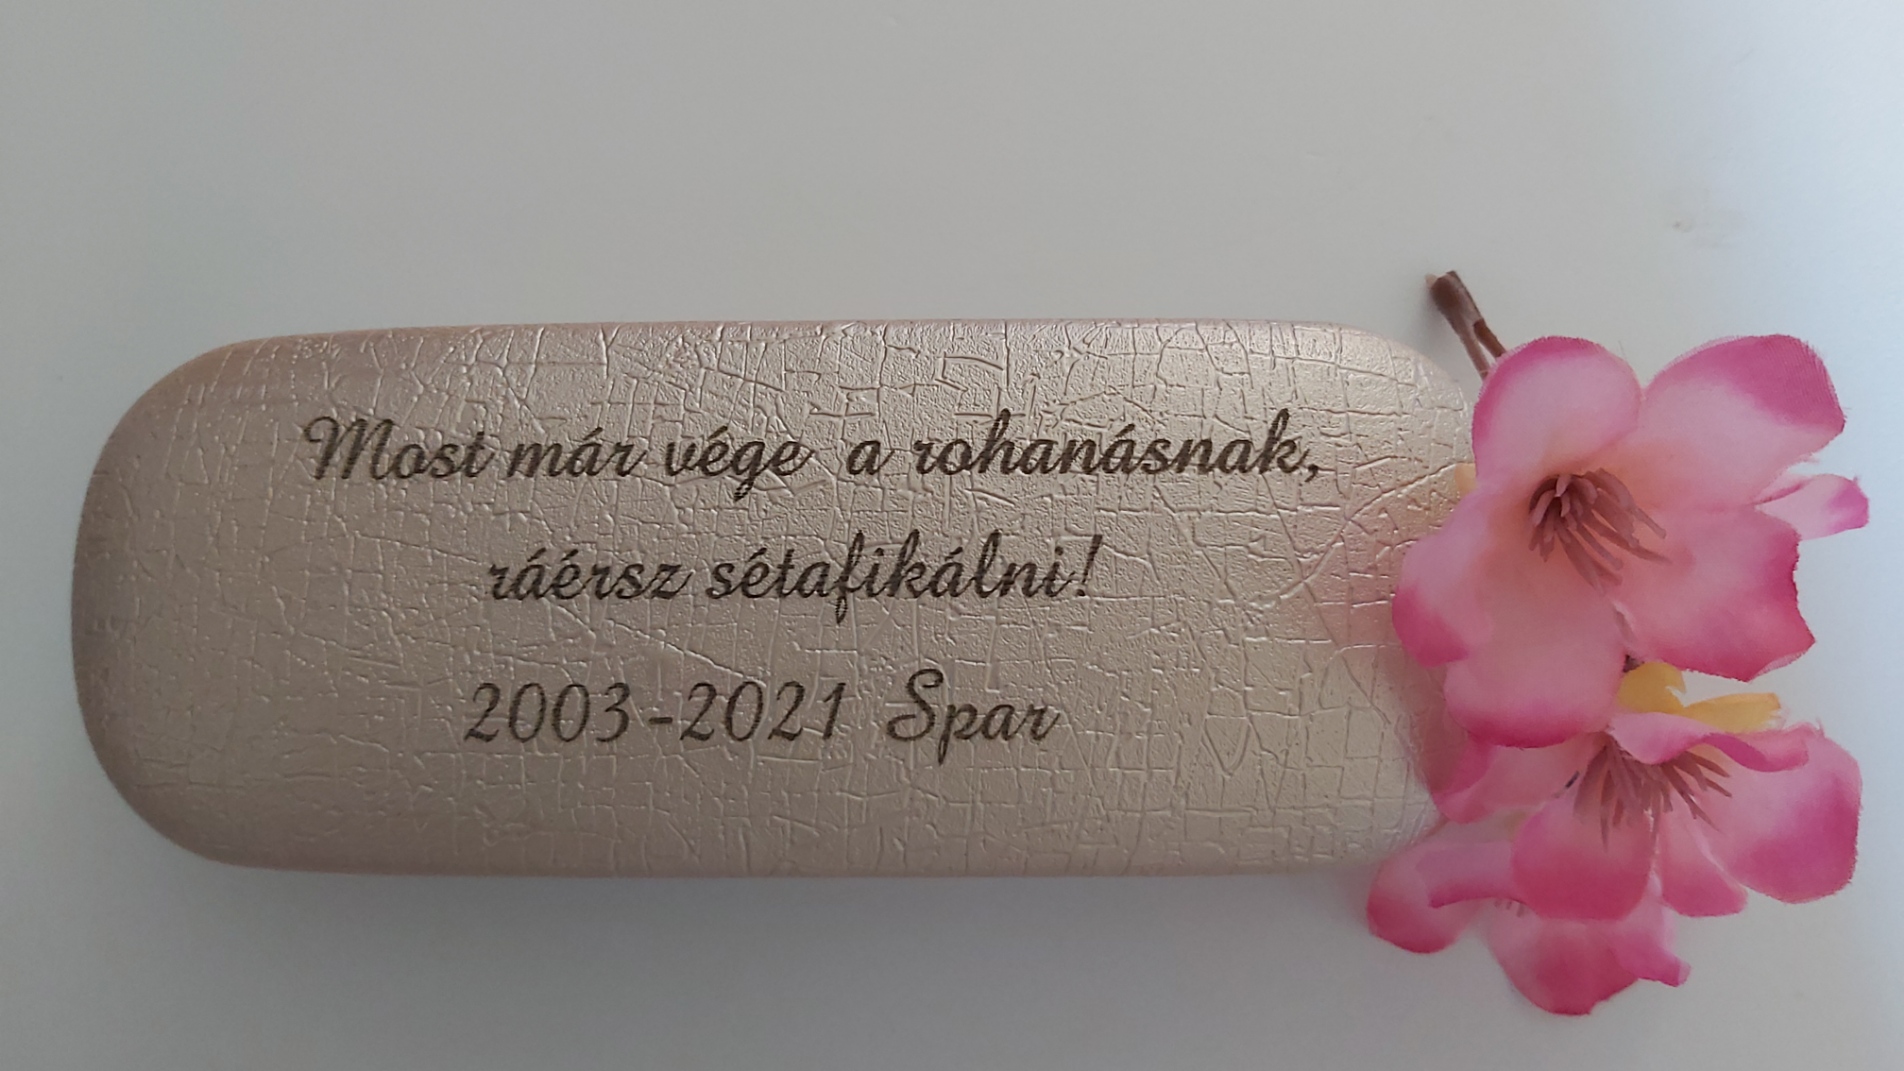 Most már vége a rohanásnak,
ráérsz sétafikálni!
2003-2021 Spar